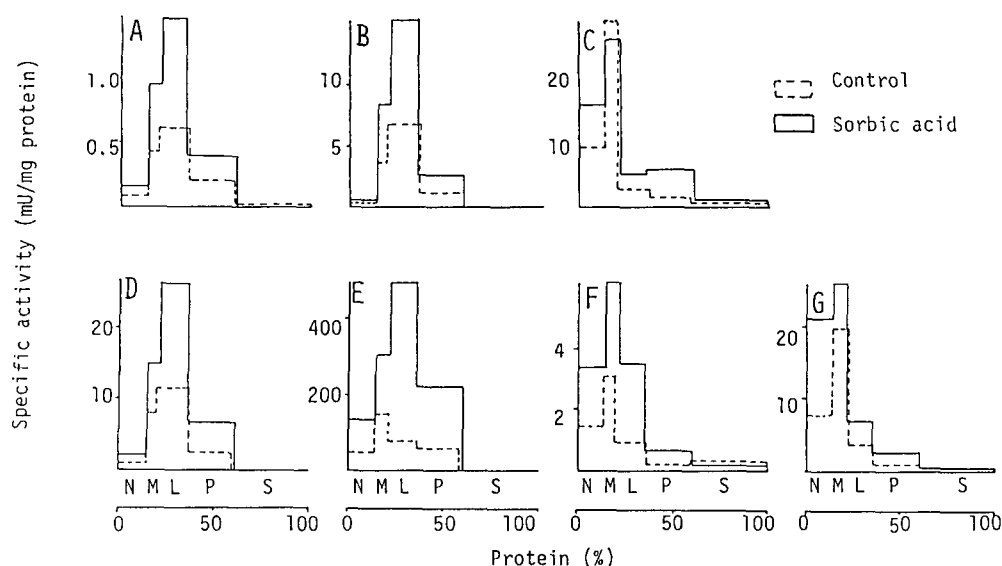 A
B
C
Control
Sorbic acid
1.0
0.5
10
5
20
10
Specific activity (mU/mg protein)
D
E
F
G
20
10
400
200
4
2
20
10
N M L P S
N M L P S
N M L P S
N M L P S
0 50 100
0 50 100
0 50 100
0 50 100
Protein (%)